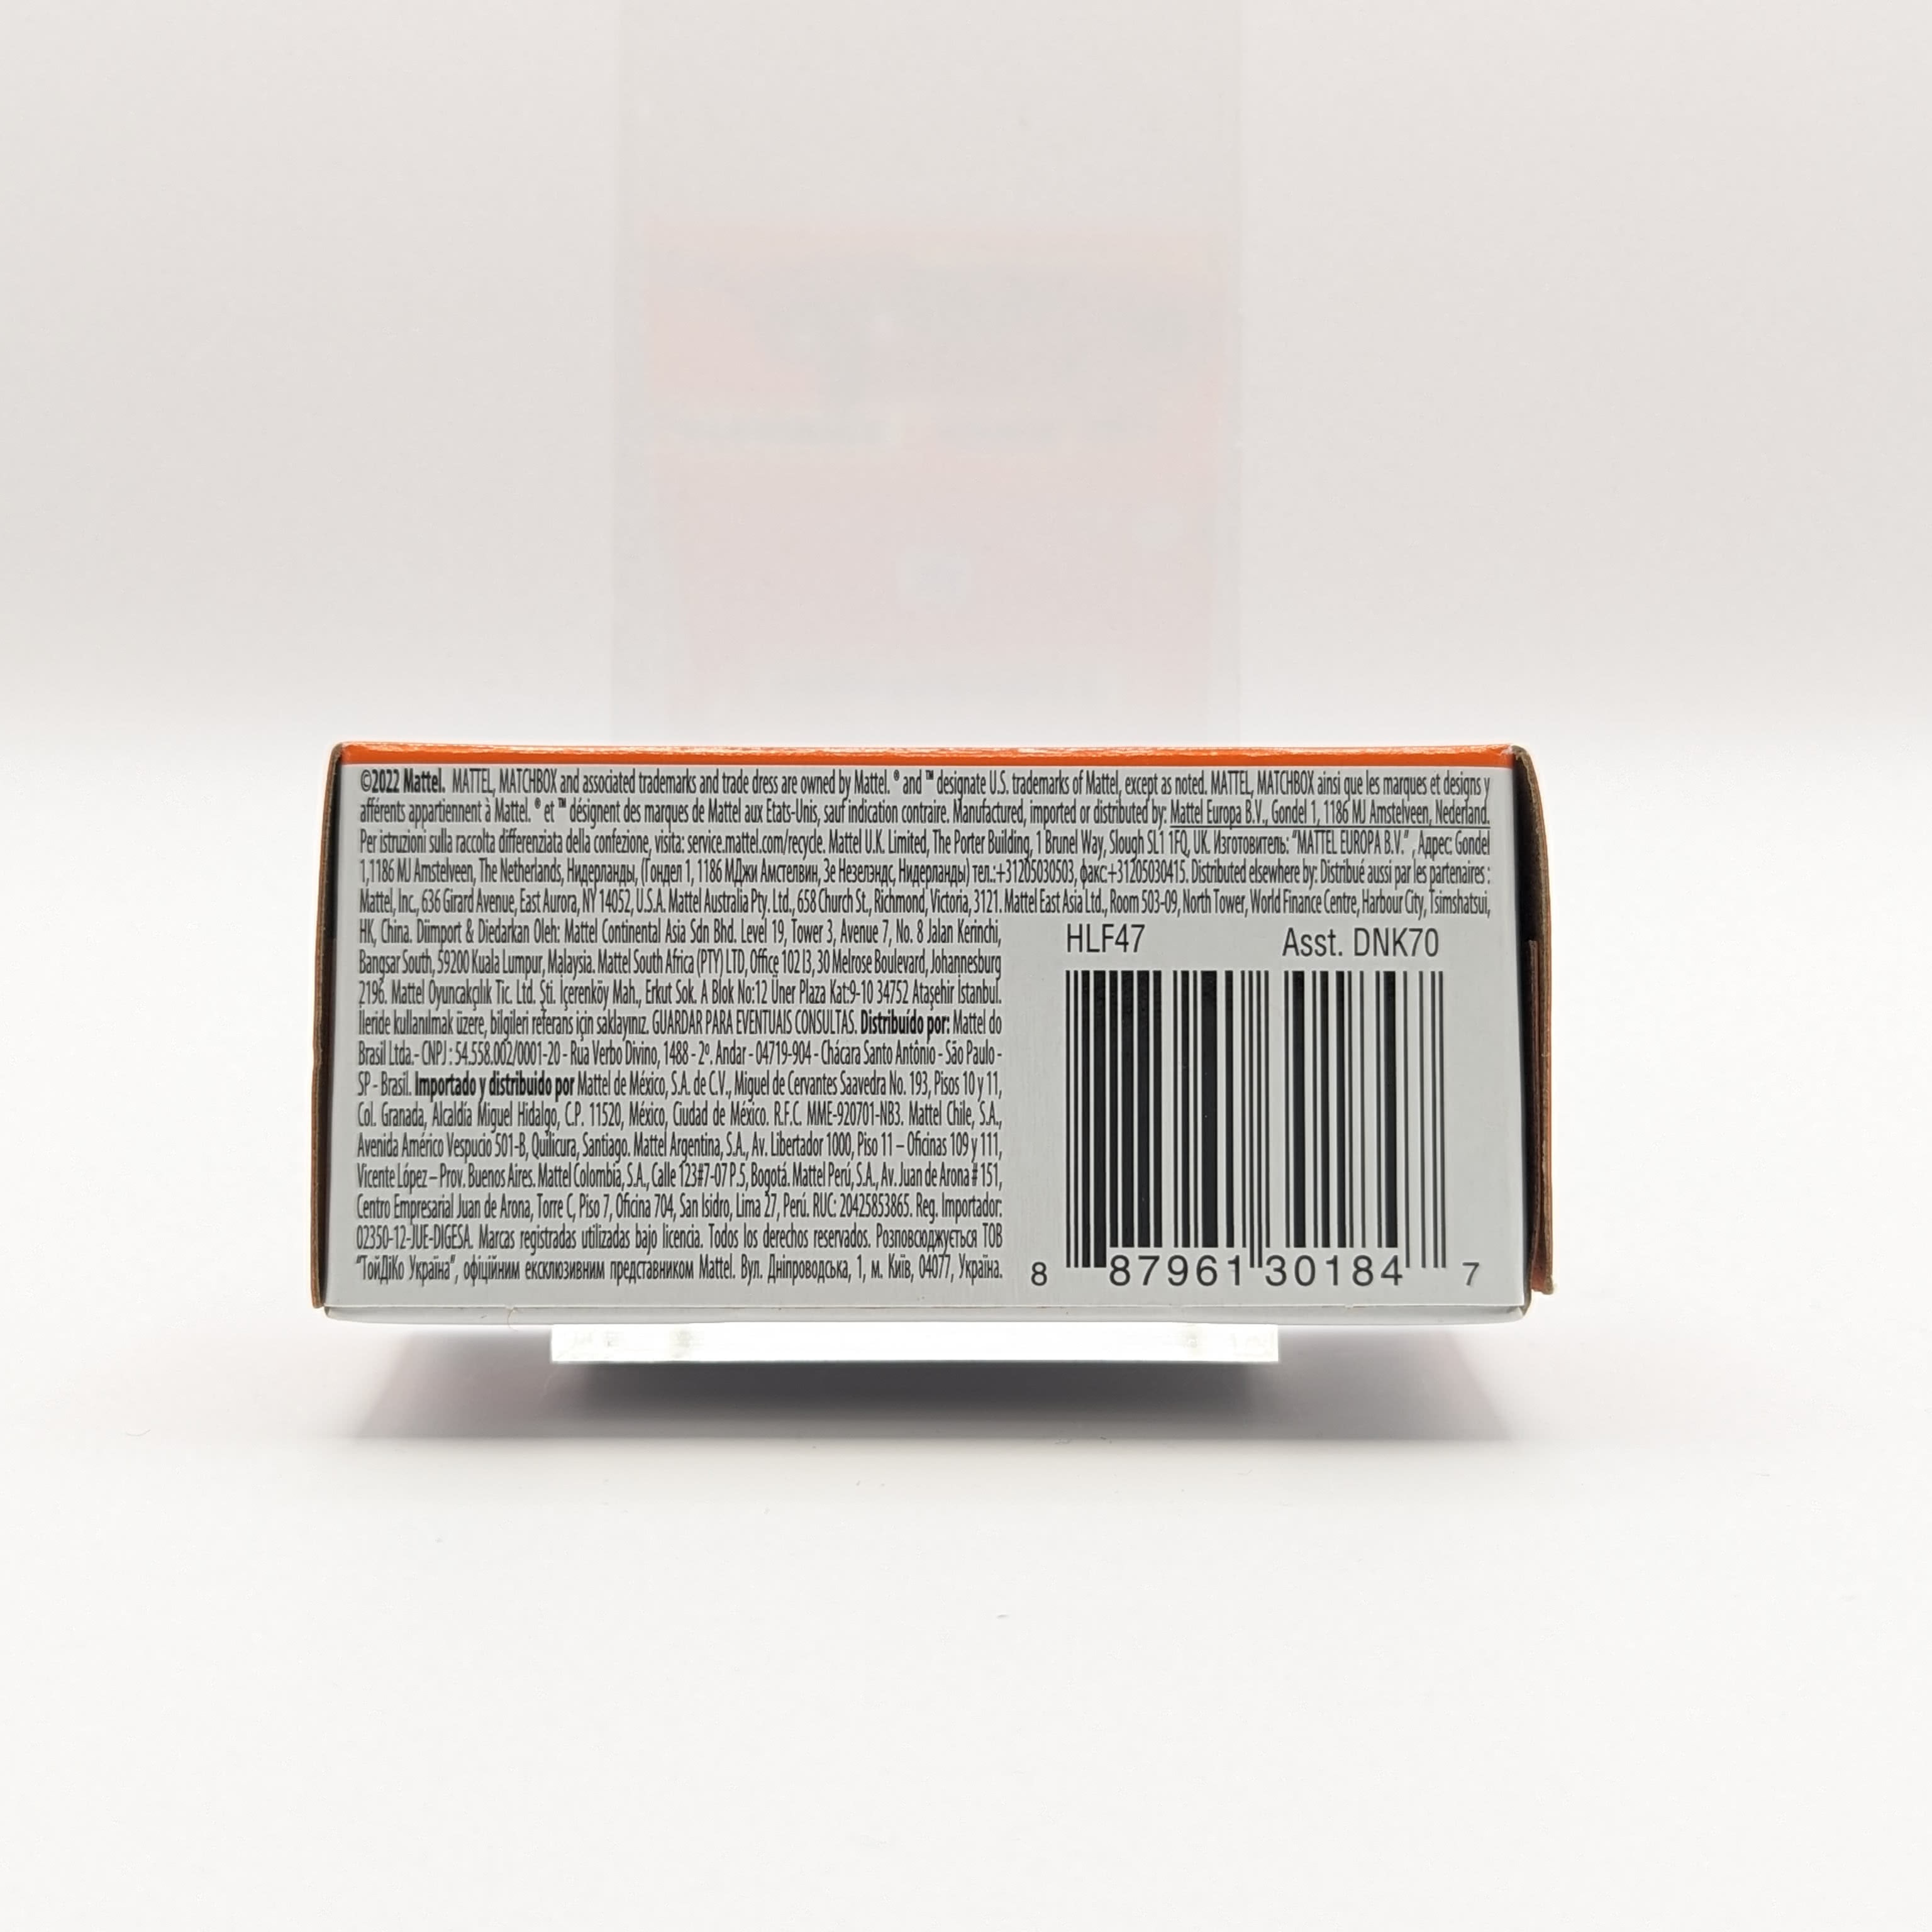 ©2022 Mattel. MATTEL, MATCHBOX and associated trademarks and trade dress are owned by Mattel. ® and ™ designate U.S. trademarks of Mattel, except as noted. MATTEL, MATCHBOX ainsi que les marques et designs y
afférents appartiennent à Mattel. ® et ™ désignent des marques de Mattel aux Etats-Unis, sauf indication contraire. Manufactured, imported or distributed by: Mattel Europa B.V., Gondel 1, 1186 MJ Amstelveen, Nederland.
Per istruzioni sulla raccolta differenziata della confezione, visita: service.mattel.com/recycle. Mattel U.K. Limited, The Porter Building, 1 Brunel Way, Slough SL1 1FQ, UK. Изготовитель: "MATTEL EUROPA B.V.", Адрес: Gondel
1,1186 MJ Amstelveen, The Netherlands, Нидерланды, (Гондел 1, 1186 МДжи Амстелвин, Зе Незелэндс, Нидерланды) тел.:+31205030503, факс+31205030415. Distributed elsewhere by: Distribué aussi par les partenaires :
Mattel, Inc., 636 Girard Avenue, East Aurora, NY 14052, U.S.A. Mattel Australia Pty. Ltd., 658 Church St., Richmond, Victoria, 3121. Mattel East Asia Ltd., Room 503-09, North Tower, World Finance Centre, Harbour City, Tsimshatsui,
HK, China. Diimport & Diedarkan Oleh: Mattel Continental Asia Sdn Bhd. Level 19, Tower 3, Avenue 7, No. 8 Jalan Kerinchi,
Bangsar South, 59200 Kuala Lumpur, Malaysia. Mattel South Africa (PTY) LTD, Office 102 I3, 30 Melrose Boulevard, Johannesburg
2196. Mattel Oyuncakçılık Tic. Ltd. Şti. İçerenköy Mah., Erkut Sok. A Blok No:12 Üner Plaza Kat:9-10 34752 Ataşehir İstanbul.
İleride kullanılmak üzere, bilgileri referans için saklayınız. GUARDAR PARA EVENTUAIS CONSULTAS. Distribuído por: Mattel do
Brasil Ltda.- CNPJ : 54.558.002/0001-20 - Rua Verbo Divino, 1488 - 2º. Andar - 04719-904 - Chácara Santo Antônio - São Paulo -
SP - Brasil. Importado y distribuido por Mattel de México, S.A. de C.V., Miguel de Cervantes Saavedra No. 193, Pisos 10 y 11,
Col. Granada, Alcaldía Miguel Hidalgo, C.P. 11520, México, Ciudad de México. R.F.C. MME-920701-NB3. Mattel Chile, S.A.,
Avenida Américo Vespucio 501-B, Quilicura, Santiago. Mattel Argentina, S.A., Av. Libertador 1000, Piso 11 – Oficinas 109 y 111,
Vicente López – Prov. Buenos Aires. Mattel Colombia, S.A., Calle 123#7-07 P.5, Bogotá. Mattel Perú, S.A., Av. Juan de Arona # 151,
Centro Empresarial Juan de Arona, Torre C, Piso 7, Oficina 704, San Isidro, Lima 27, Perú. RUC: 20425853865. Reg. Importador:
02350-12-JUE-DIGESA. Marcas registradas utilizadas bajo licencia. Todos los derechos reservados. Розповсюджується ТОВ
"ТойДіКо Україна", офіційним ексклюзивним представником Mattel. Вул. Дніпроводська, 1, м. Київ, 04077, Україна.
HLF47 Asst. DNK70
8 87961 30184 7